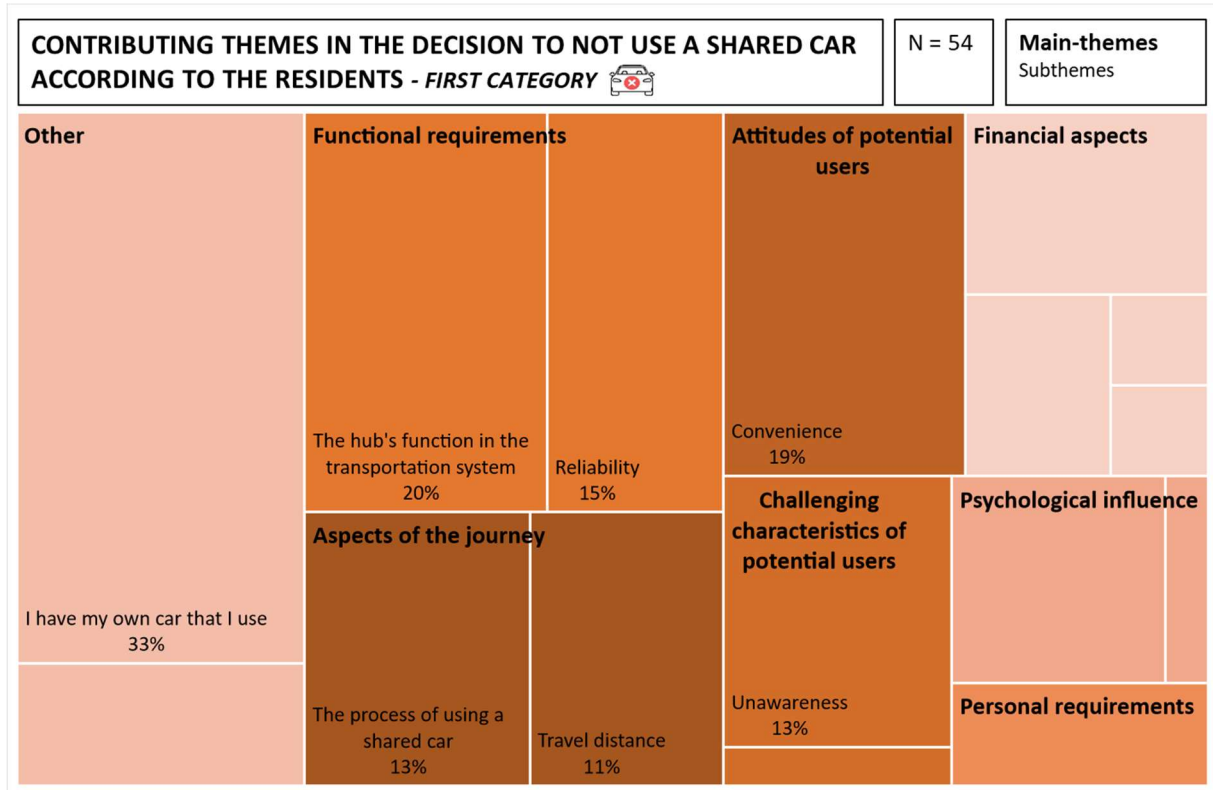 CONTRIBUTING THEMES IN THE DECISION TO NOT USE A SHARED CAR
ACCORDING TO THE RESIDENTS - FIRST CATEGORY
N = 54
Main-themes
Subthemes
Other
I have my own car that I use
33%
Functional requirements
The hub's function in the
transportation system
20%
Reliability
15%
Aspects of the journey
The process of using a
shared car
13%
Travel distance
11%
Attitudes of potential
users
Convenience
19%
Challenging
characteristics of
potential users
Unawareness
13%
Financial aspects
Psychological influence
Personal requirements